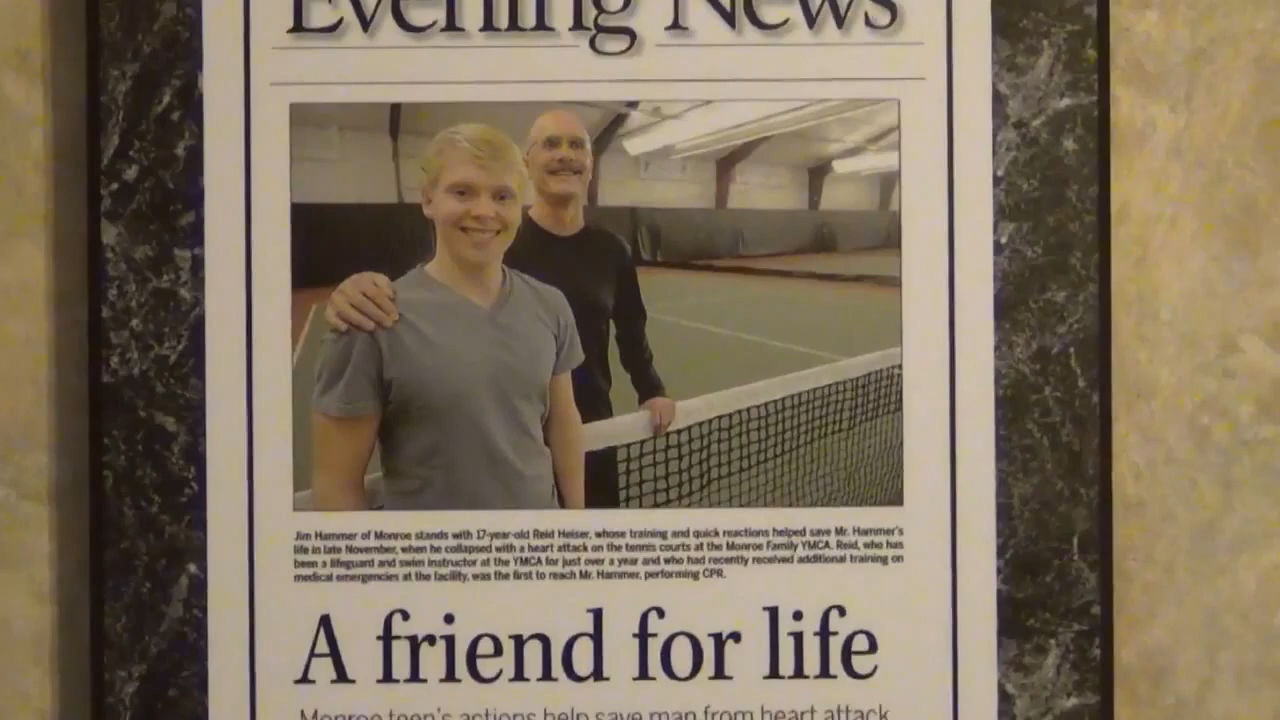 Evening News
Jim Hammer of Monroe stands with 17-year-old Reid Heiser, whose training and quick reactions helped save Mr. Hammer's
life in late November, when he collapsed with a heart attack on the tennis courts at the Monroe Family YMCA. Reid, who has
been a lifeguard and swim instructor at the YMCA for just over a year and who had recently received additional training on
medical emergencies at the facility, was the first to reach Mr. Hammer, performing CPR.
A friend for life
Monroe teen's actions help save man from heart attack